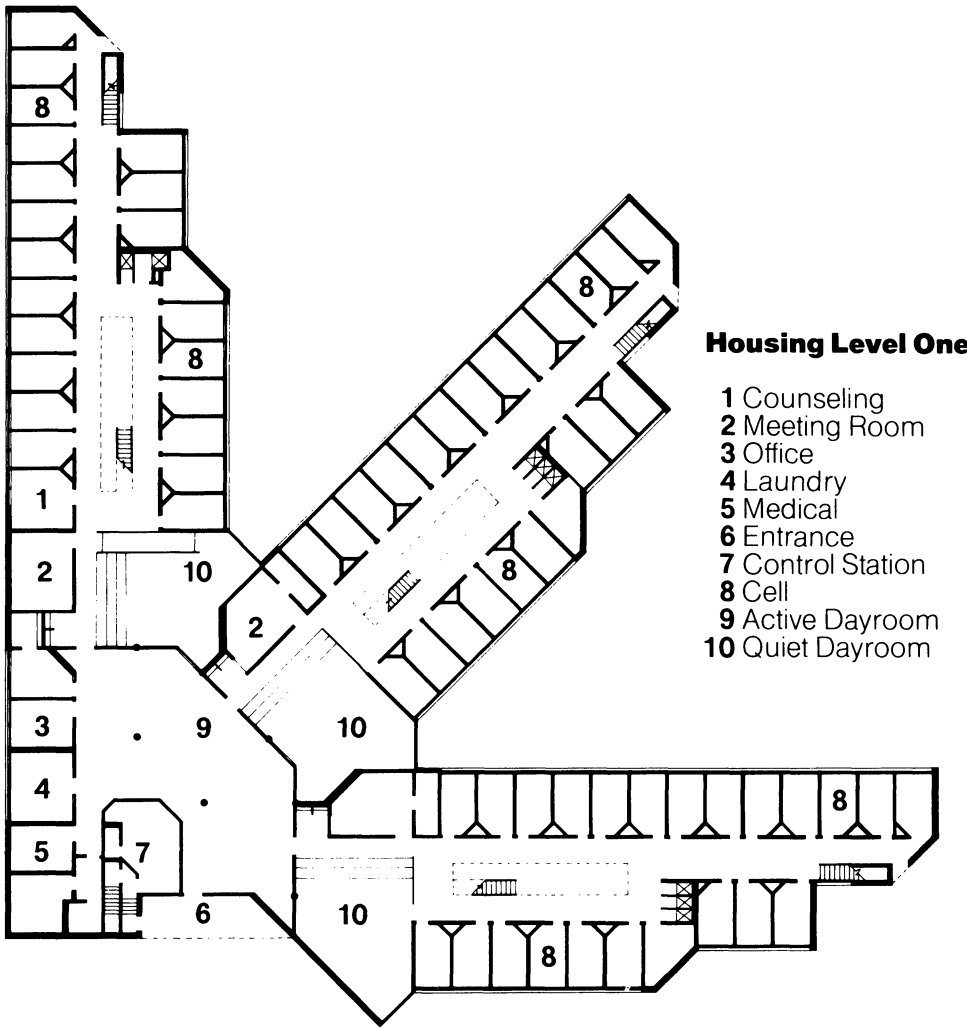 Housing Level One
1 Counseling
2 Meeting Room
3 Office
4 Laundry
5 Medical
6 Entrance
7 Control Station
8 Cell
9 Active Dayroom
10 Quiet Dayroom
8
8
8
1
2
10
2
8
3
9
10
4
8
5
7
6
10
8